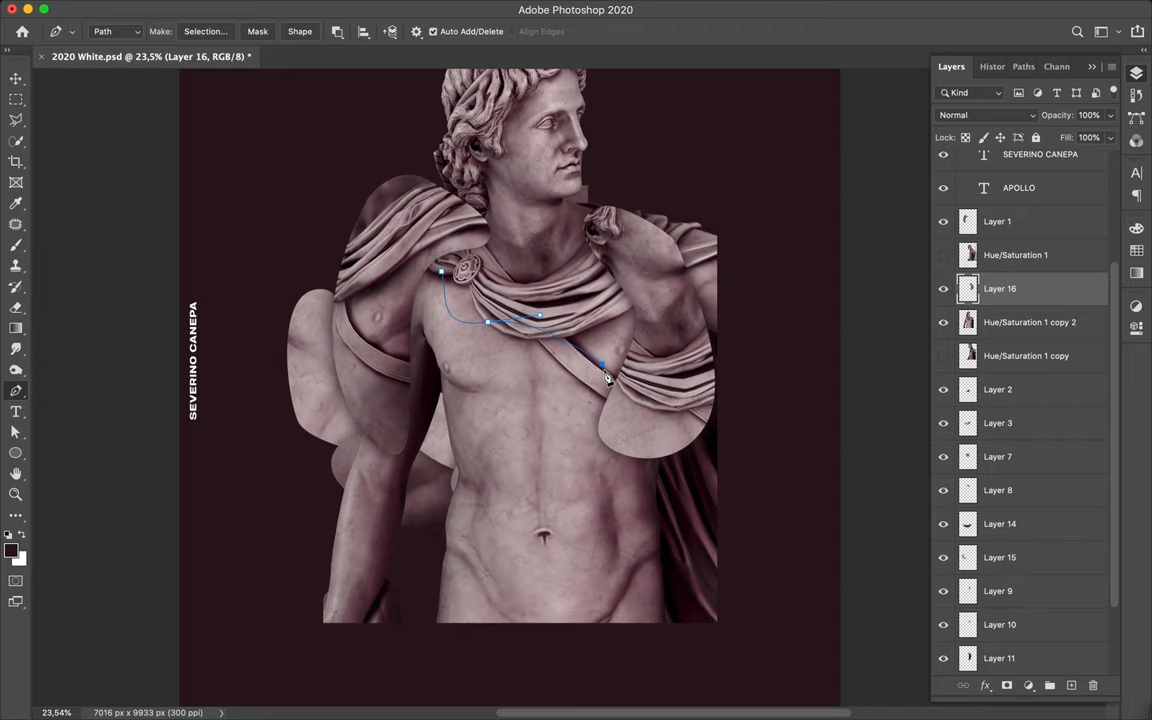 Adobe Photoshop 2020
Path
Make:
Selection...
Mask
Shape
Auto Add/Delete
Align Edges
2020 White.psd @ 23,5% (Layer 16, RGB/8) *
Layers
Histor
Paths
Chann
Kind
Normal
Opacity: 100%
Lock:
Fill: 100%
SEVERINO CANEPA
APOLLO
Layer 1
Hue/Saturation 1
Layer 16
Hue/Saturation 1 copy 2
Hue/Saturation 1 copy
Layer 2
Layer 3
Layer 7
Layer 8
Layer 14
Layer 15
Layer 9
Layer 10
Layer 11
SEVERINO CANEPA
23,54%
7016 px x 9933 px (300 ppi)